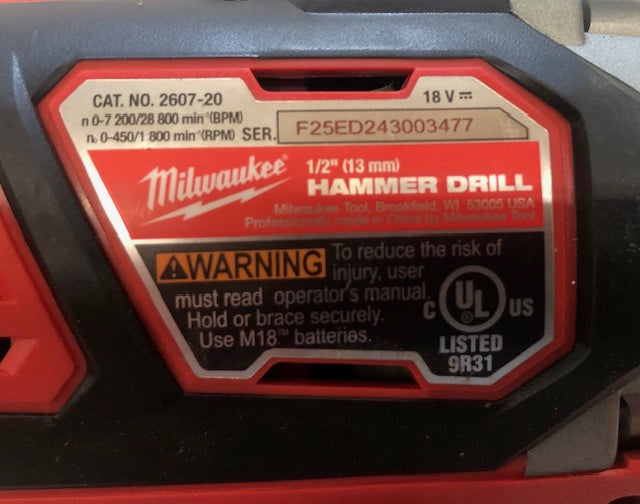 CAT. NO. 2607-20
18 V ⎓
n 0-7 200/28 800 min⁻¹(BPM)
n₀ 0-450/1 800 min⁻¹(RPM) SER. F25ED243003477
Milwaukee®
1/2" (13 mm)
HAMMER DRILL
Milwaukee Tool, Brookfield, WI 53005 USA
Professionally made in China by Milwaukee Tool
WARNING To reduce the risk of
injury, user
must read operator's manual.
Hold or brace securely.
Use M18™ batteries.
C UL ® US
LISTED
9R31